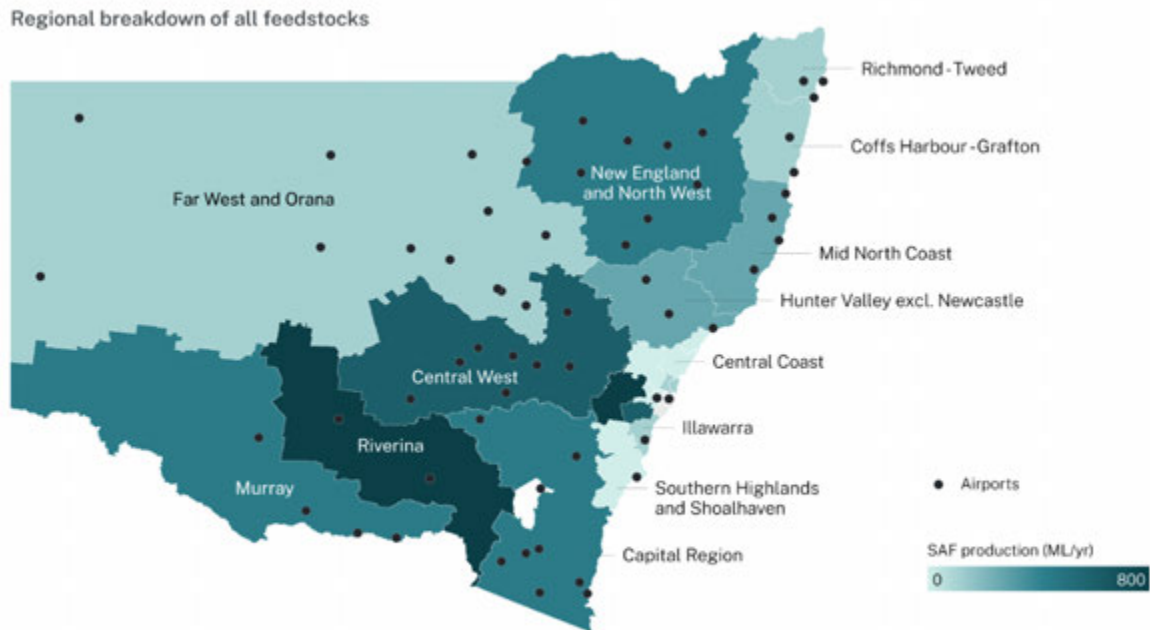 Regional breakdown of all feedstocks
Richmond - Tweed
Coffs Harbour - Grafton
New England
and North West
Far West and Orana
Mid North Coast
Hunter Valley excl. Newcastle
Central Coast
Central West
Illawarra
Riverina
Murray
Southern Highlands
and Shoalhaven
Airports
Capital Region
SAF production (ML/yr)
0 800